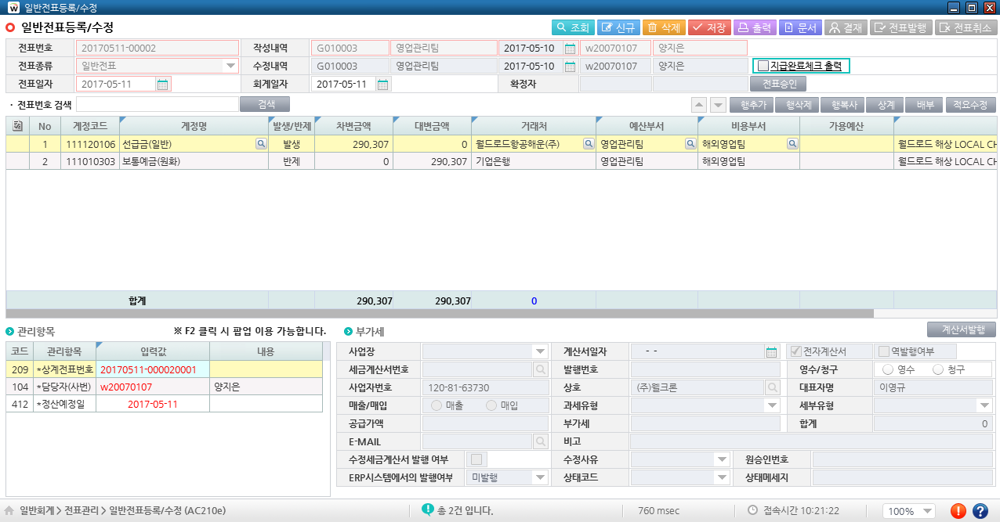 일반전표등록/수정
일반전표등록/수정 조회 신규 삭제 저장 출력 문서 결재 전표발행 전표취소
전표번호 20170511-00002 작성내역 G010003 영업관리팀 2017-05-10 w20070107 양지은
전표종류 일반전표 수정내역 G010003 영업관리팀 2017-05-10 w20070107 양지은 지급완료체크 출력
전표일자 2017-05-11 회계일자 2017-05-11 확정자 전표승인
· 전표번호 검색 검색 행추가 행삭제 행복사 상계 배부 적요수정
No 계정코드 계정명 발생/반제 차변금액 대변금액 거래처 예산부서 비용부서 가용예산
1 111120106 선급금(일반) 발생 290,307 0 월드로드항공해운(주) 영업관리팀 해외영업팀 월드로드 해상 LOCAL CH
2 111010303 보통예금(원화) 반제 0 290,307 기업은행 영업관리팀 해외영업팀 월드로드 해상 LOCAL CH
합계 290,307 290,307 0
관리항목 ※ F2 클릭 시 팝업 이용 가능합니다. 부가세 계산서발행
코드 관리항목 입력값 내용
209 *상계전표번호 20170511-000020001
104 *담당자(사번) w20070107 양지은
412 *정산예정일 2017-05-11
사업장 계산서일자 - - 전자계산서 역발행여부
세금계산서번호 발행번호 영수/청구 영수 청구
사업자번호 120-81-63730 상호 (주)웰크론 대표자명 이영규
매출/매입 매출 매입 과세유형 세부유형
공급가액 부가세 합계 0
E-MAIL 비고
수정세금계산서 발행 여부 수정사유 원승인번호
ERP시스템에서의 발행여부 미발행 상태코드 상태메세지
일반회계 > 전표관리 > 일반전표등록/수정 (AC210e) 총 2건 입니다. 760 msec 접속시간 10:21:22 100%